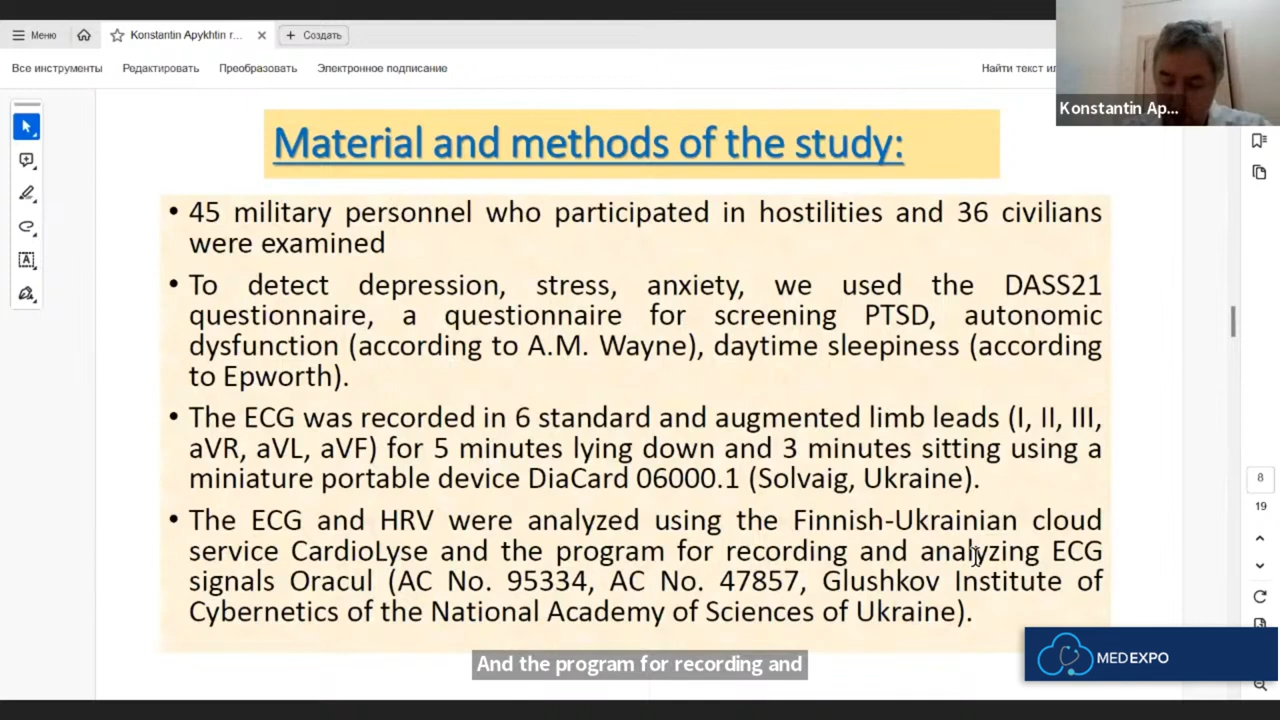 Меню
Konstantin Apykhtin r...
Создать
Все инструменты
Редактировать
Преобразовать
Электронное подписание
Найти текст ил
Konstantin Ap...
Material and methods of the study:
• 45 military personnel who participated in hostilities and 36 civilians
were examined
• To detect depression, stress, anxiety, we used the DASS21
questionnaire, a questionnaire for screening PTSD, autonomic
dysfunction (according to A.M. Wayne), daytime sleepiness (according
to Epworth).
• The ECG was recorded in 6 standard and augmented limb leads (I, II, III,
aVR, aVL, aVF) for 5 minutes lying down and 3 minutes sitting using a
miniature portable device DiaCard 06000.1 (Solvaig, Ukraine).
• The ECG and HRV were analyzed using the Finnish-Ukrainian cloud
service CardioLyse and the program for recording and analyzing ECG
signals Oracul (AC No. 95334, AC No. 47857, Glushkov Institute of
Cybernetics of the National Academy of Sciences of Ukraine).
8
19
And the program for recording and
MEDEXPO